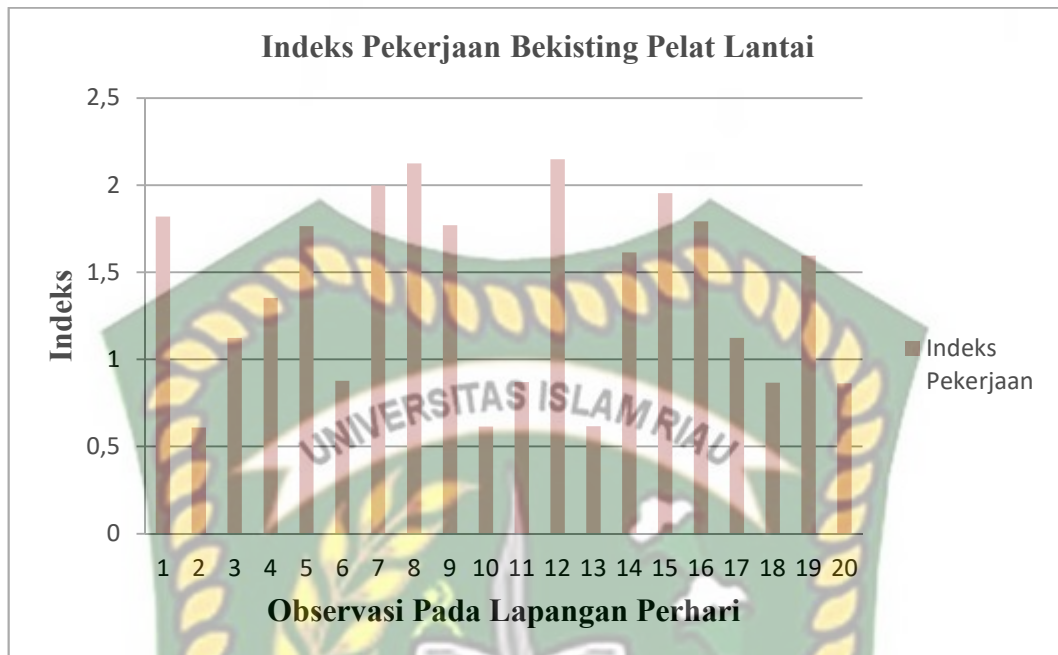 Indeks Pekerjaan Bekisting Pelat Lantai
2,5
2
1,5
1
0,5
0
Indeks
1 2 3 4 5 6 7 8 9 10 11 12 13 14 15 16 17 18 19 20
Observasi Pada Lapangan Perhari
Indeks
Pekerjaan
UNIVERSITAS ISLAM RIAU